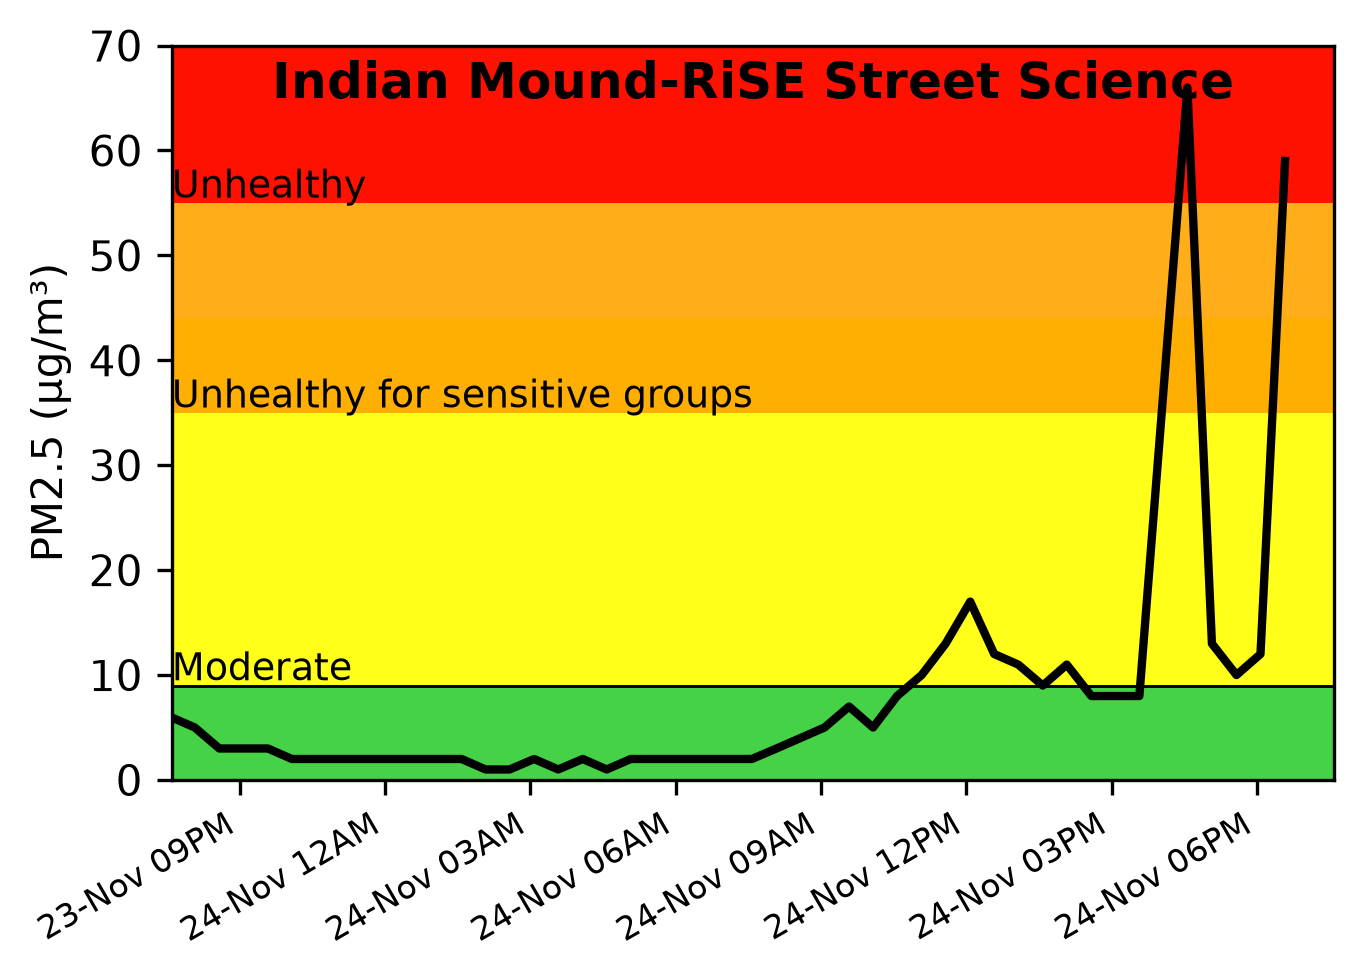 Indian Mound-RiSE Street Science
70
60
50
40
30
20
10
0
PM2.5 (µg/m³)
Unhealthy
Unhealthy for sensitive groups
Moderate
23-Nov 09PM
24-Nov 12AM
24-Nov 03AM
24-Nov 06AM
24-Nov 09AM
24-Nov 12PM
24-Nov 03PM
24-Nov 06PM